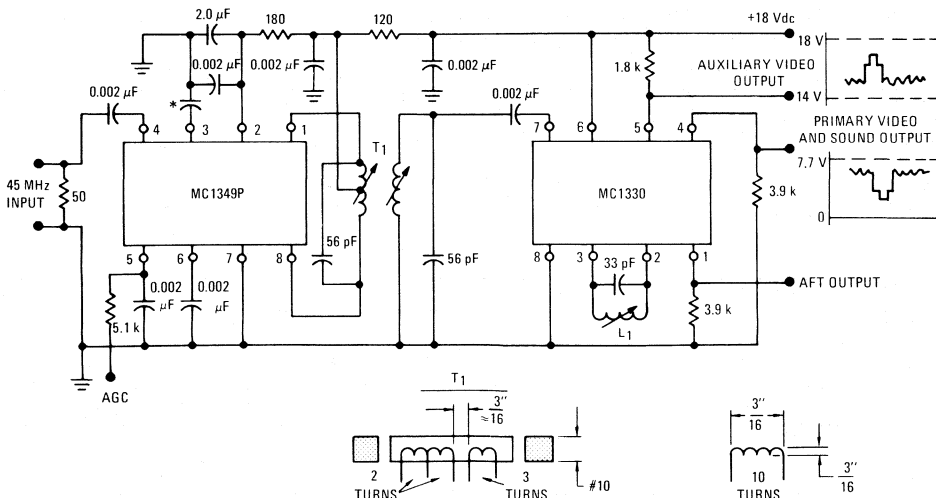 2.0 μF
180
120
+18 Vdc
18 V
0.002 μF
0.002 μF
0.002 μF
1.8 k
AUXILIARY VIDEO
OUTPUT
14 V
0.002 μF
0.002 μF
*
4
3
2
1
7
6
5
4
PRIMARY VIDEO
AND SOUND OUTPUT
T1
7.7 V
45 MHz
INPUT
50
MC1349P
MC1330
3.9 k
0
56 pF
56 pF
5
6
7
8
8
3
33 pF
2
1
AFT OUTPUT
0.002
μF
0.002
μF
5.1 k
L1
3.9 k
AGC
T1
3''
16
3''
16
2
TURNS
3
TURNS
#10
10
TURNS
3''
16